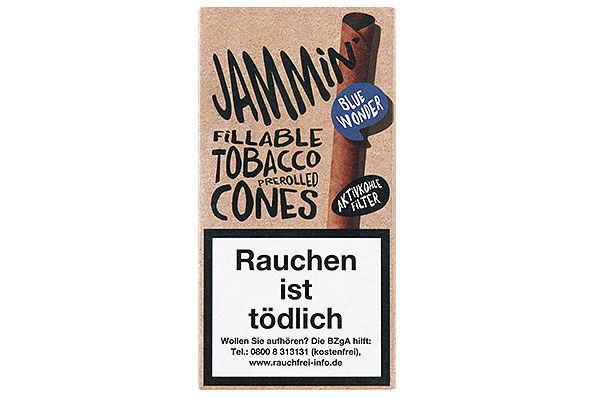 JAMMiN'
BLUE
WONDER
FiLLABLE
TOBACCO
PREROLLED
CONES
AKTiVKOHLE
FiLTER
Rauchen
ist
tödlich
Wollen Sie aufhören? Die BZgA hilft:
Tel.: 0800 8 313131 (kostenfrei),
www.rauchfrei-info.de